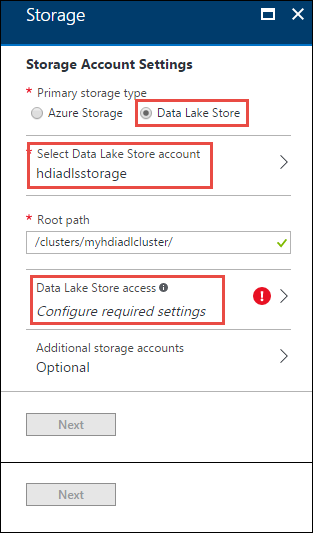 Storage
Storage Account Settings
* Primary storage type
Azure Storage Data Lake Store
* Select Data Lake Store account
hdiadlsstorage
* Root path
/clusters/myhdiadlcluster/
Data Lake Store access
Configure required settings
Additional storage accounts
Optional
Next
Next